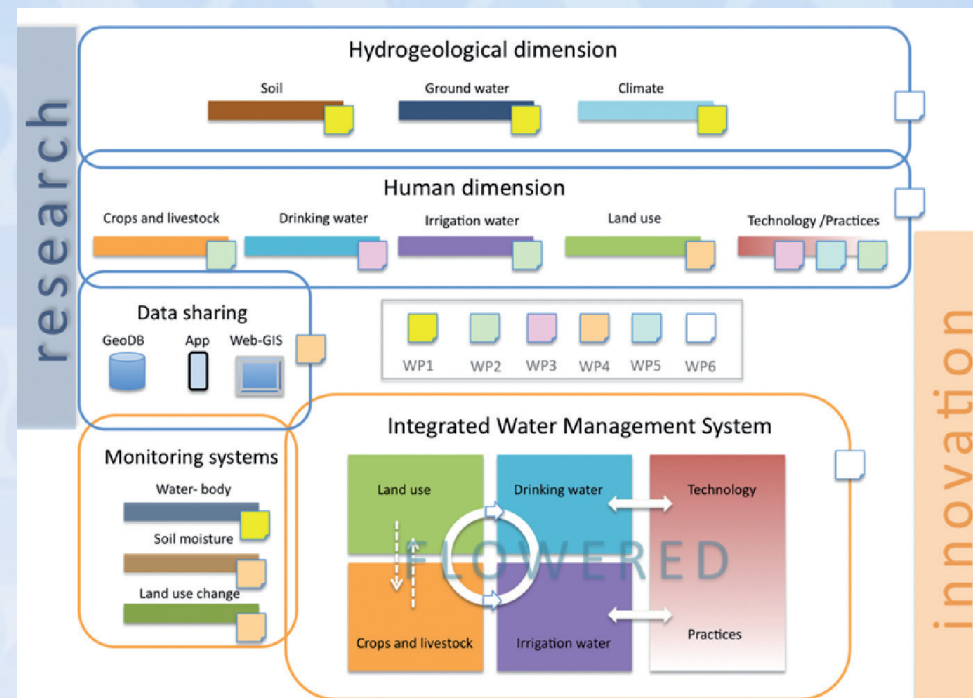 research
Hydrogeological dimension
Soil
Ground water
Climate
Human dimension
Crops and livestock
Drinking water
Irrigation water
Land use
Technology /Practices
Data sharing
GeoDB
App
Web-GIS
WP1
WP2
WP3
WP4
WP5
WP6
innovation
Monitoring systems
Water- body
Soil moisture
Land use change
Integrated Water Management System
Land use
Drinking water
Technology
FLOWERED
Crops and livestock
Irrigation water
Practices